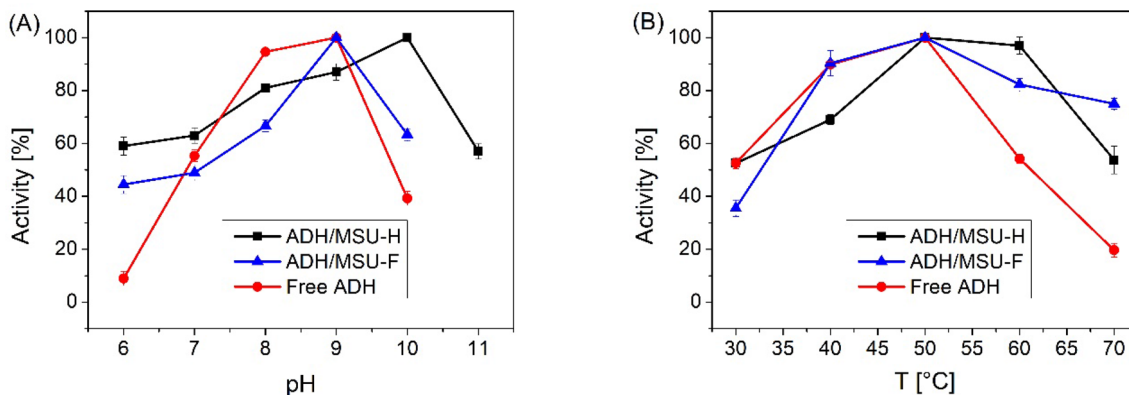 (A)
Activity [%]
100
80
60
40
20
0
ADH/MSU-H
ADH/MSU-F
Free ADH
6 7 8 9 10 11
pH
(B)
Activity [%]
100
80
60
40
20
0
ADH/MSU-H
ADH/MSU-F
Free ADH
30 35 40 45 50 55 60 65 70
T [°C]